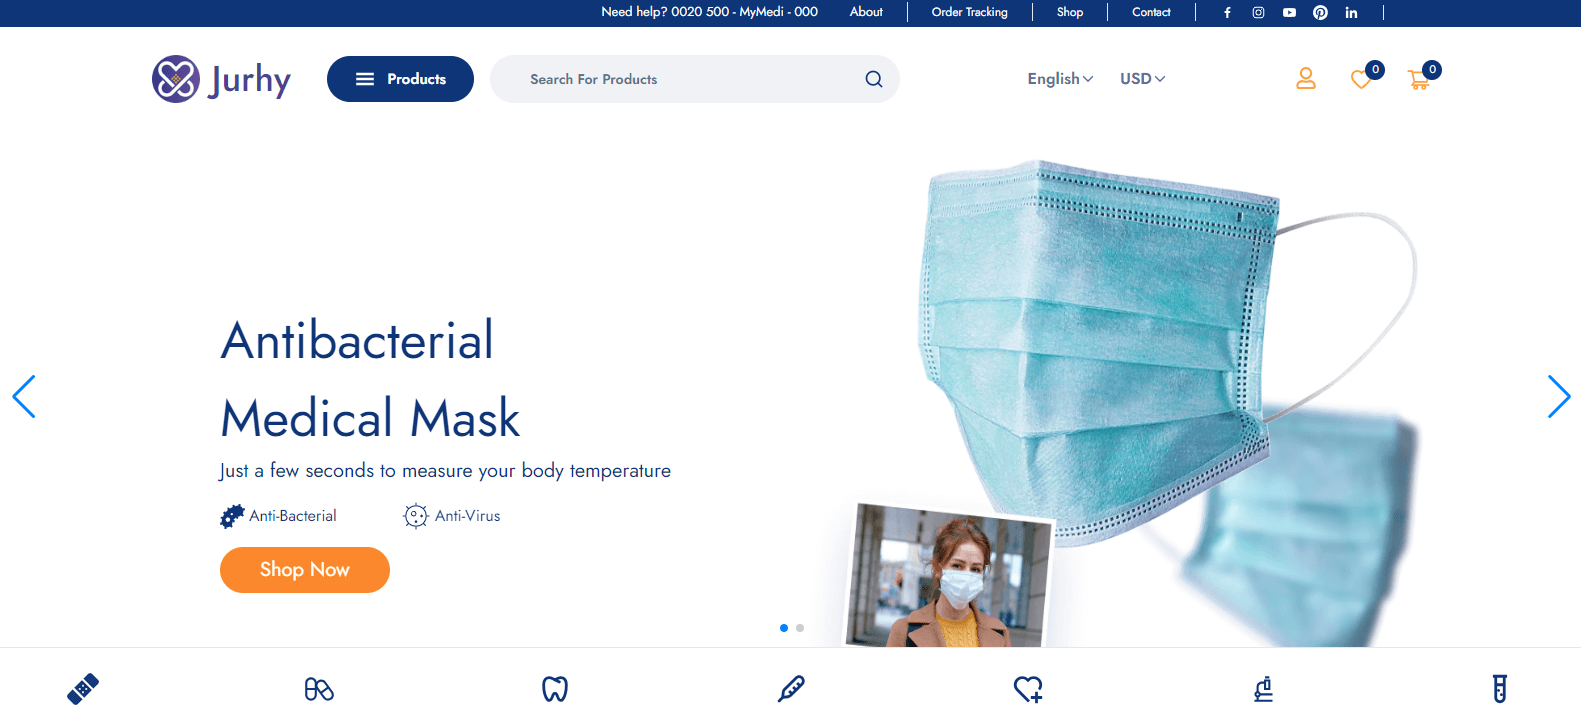 Need help? 0020 500 - MyMedi - 000 About Order Tracking Shop Contact
Jurhy Products Search For Products English USD 0 0
Antibacterial
Medical Mask
Just a few seconds to measure your body temperature
Anti-Bacterial Anti-Virus
Shop Now